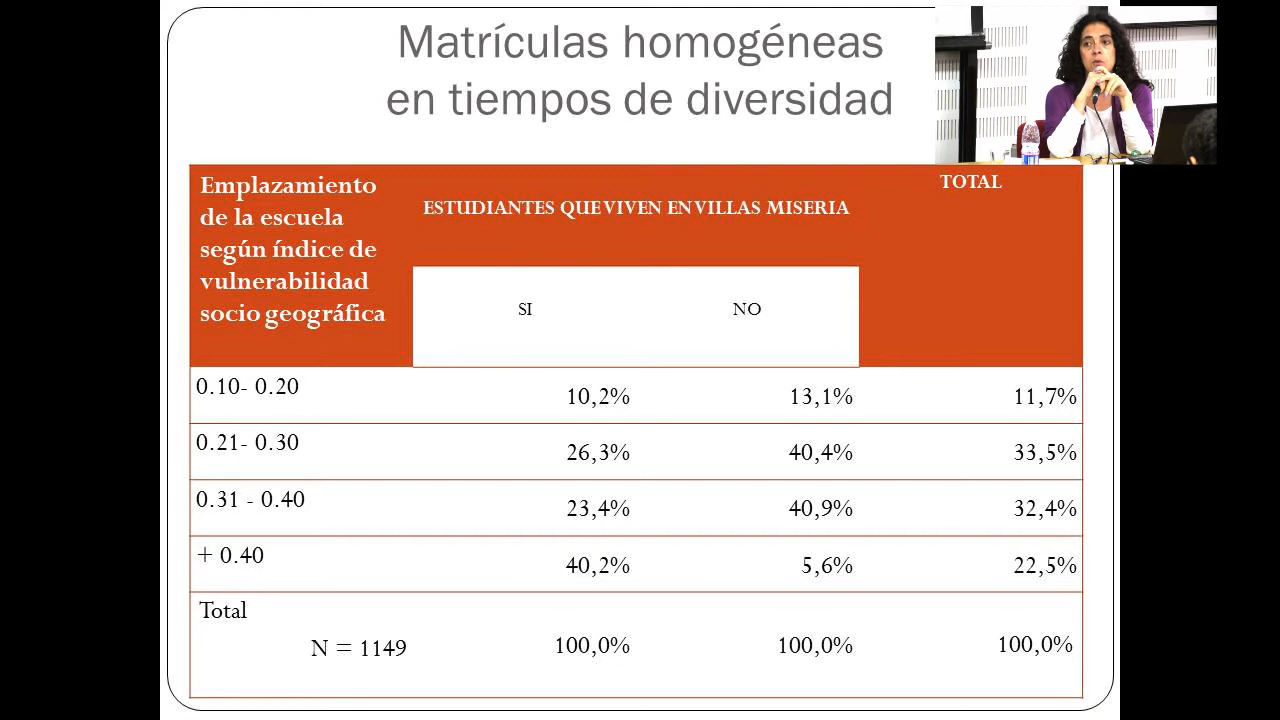 Matrículas homogéneas
en tiempos de diversidad
Emplazamiento
de la escuela
según índice de
vulnerabilidad
socio geográfica
ESTUDIANTES QUE VIVEN EN VILLAS MISERIA
TOTAL
SI NO
0.10- 0.20 10,2% 13,1% 11,7%
0.21- 0.30 26,3% 40,4% 33,5%
0.31 - 0.40 23,4% 40,9% 32,4%
+ 0.40 40,2% 5,6% 22,5%
Total
N = 1149 100,0% 100,0% 100,0%